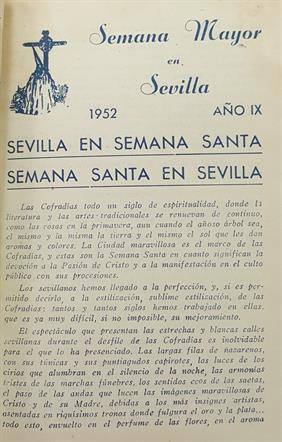 Semana Mayor
en
Sevilla
1952 AÑO IX
SEVILLA EN SEMANA SANTA
SEMANA SANTA EN SEVILLA
Las Cofradías todo un siglo de espiritualidad, donde la
literatura y las artes tradicionales se renuevan de continuo,
como las rosas en la primavera, aun cuando el añoso árbol sea,
el mismo y la misma la tierra y el mismo el sol que les dan
aromas y colores. La Ciudad maravillosa es el marco de las
Cofradías, y estas son la Semana Santa en cuanto significan la
devoción a la Pasión de Cristo y a la manifestación en el culto
público con sus procesiones.
Los sevillanos hemos llegado a la perfección, y, si es per-
mitido decirlo, a la estilización, sublime estilización, de las
Cofradías: tantos y tantos siglos hemos trabajado en ellas,
que es ya muy difícil, si no imposible, su mejoramiento.
El espectáculo que presentan las estrechas y blancas calles
sevillanas durante el desfile de las Cofradías es inolvidable
para el que lo ha presenciado. Las largas filas de nazarenos,
con sus túnicas y sus puntiagudos capirotes, las luces de los
cirios que alumbran en el silencio de la noche, las armonías
tristes de las marchas fúnebres, los sentidos ecos de las saetas,
el paso de las andas que lucen las imágenes maravillosas de
Cristo y de su Madre, debidas a los más insignes artistas,
asentadas en riquísimos tronos donde fulgura el oro y la plata...
todo esto, envuelto en el perfume de las flores, en el aroma